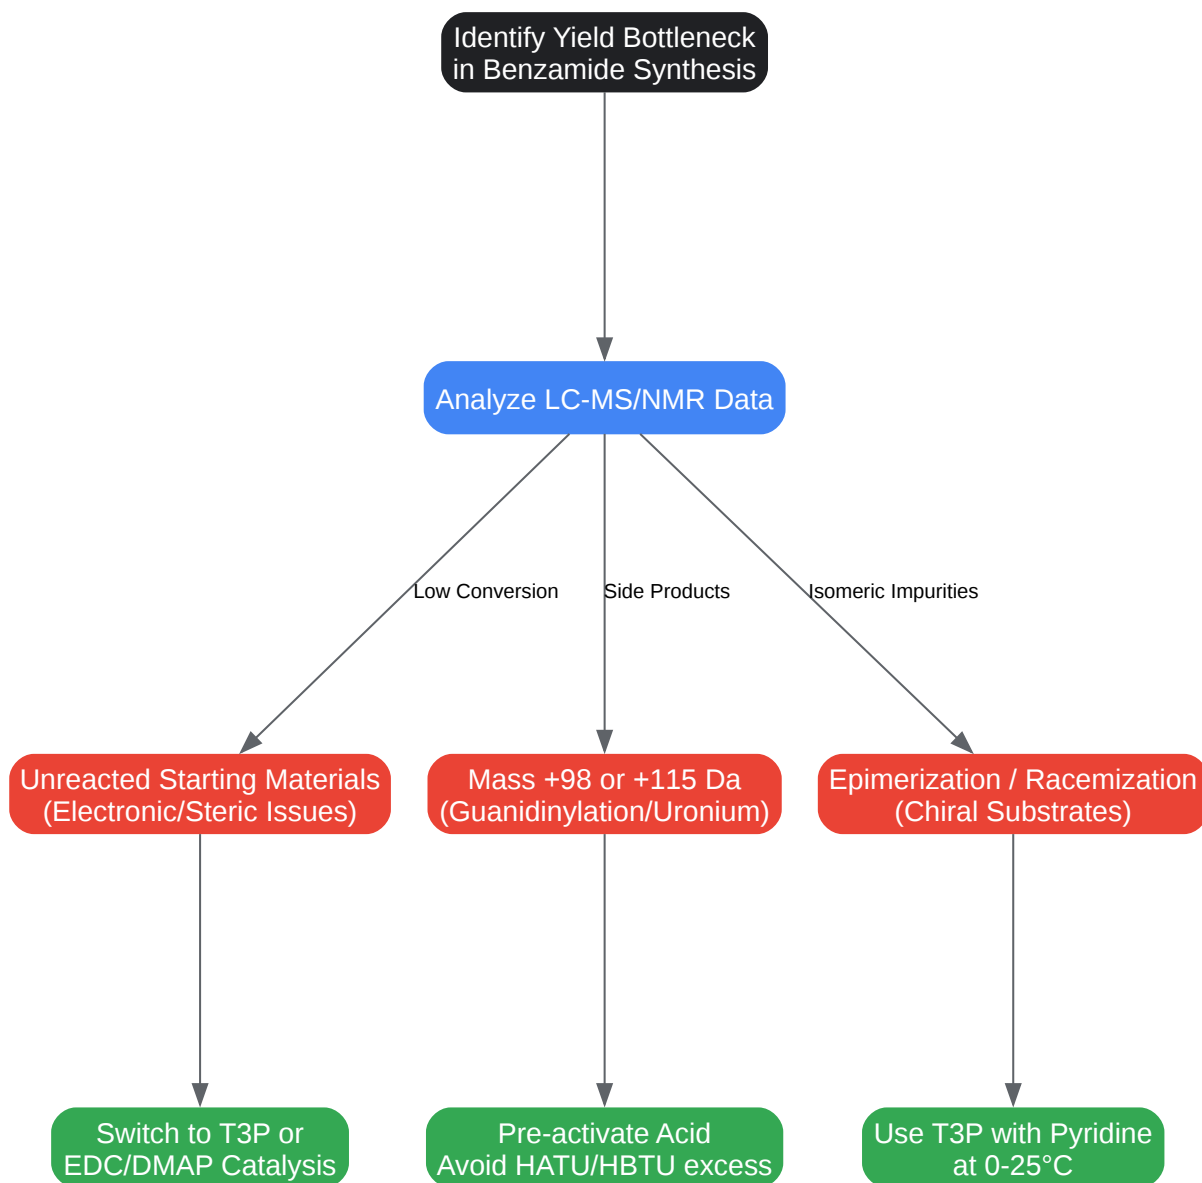 Identify Yield Bottleneck
in Benzamide Synthesis
Analyze LC-MS/NMR Data
Low Conversion
Side Products
Isomeric Impurities
Unreacted Starting Materials
(Electronic/Steric Issues)
Mass +98 or +115 Da
(Guanidinylation/Uronium)
Epimerization / Racemization
(Chiral Substrates)
Switch to T3P or
EDC/DMAP Catalysis
Pre-activate Acid
Avoid HATU/HBTU excess
Use T3P with Pyridine
at 0-25°C